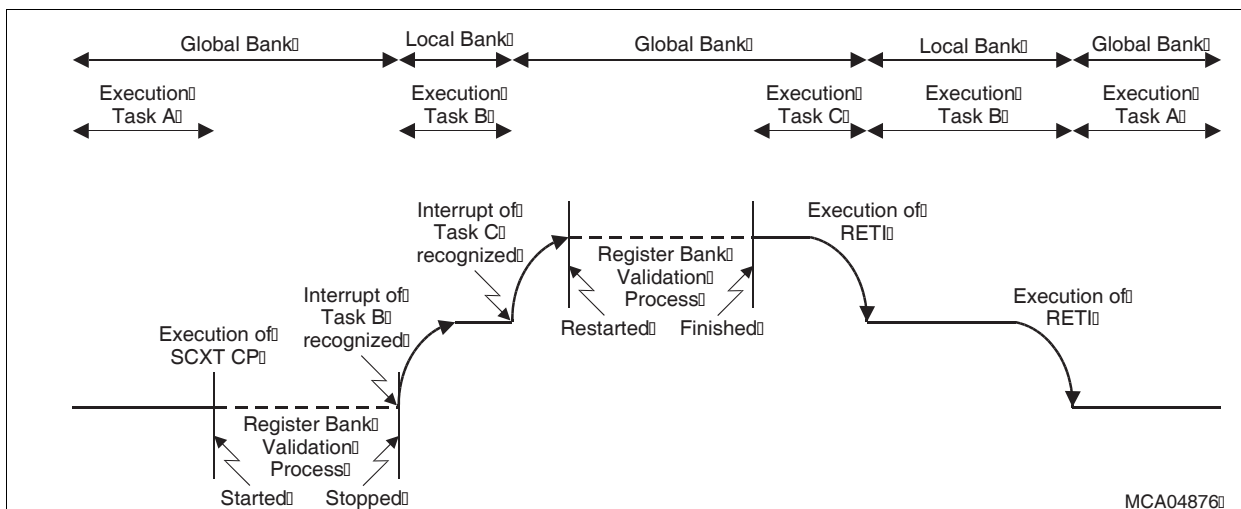 Global Bank
Local Bank
Global Bank
Local Bank
Global Bank
Execution
Task A
Execution
Task B
Execution
Task C
Execution
Task B
Execution
Task A
Interrupt of
Task C
recognized
Execution of
RETI
Register Bank
Validation
Process
Interrupt of
Task B
recognized
Restarted
Finished
Execution of
RETI
Execution of
SCXT CP
Register Bank
Validation
Process
Started
Stopped
MCA04876